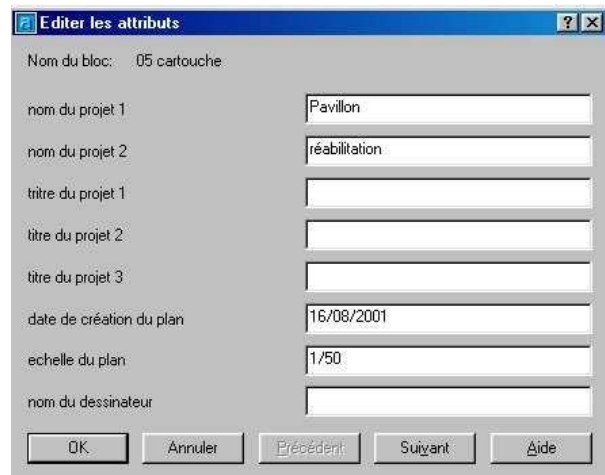 Editer les attributs
Nom du bloc: 05 cartouche
nom du projet 1 Pavillon
nom du projet 2 réabilitation
tritre du projet 1
titre du projet 2
titre du projet 3
date de création du plan 16/08/2001
echelle du plan 1/50
nom du dessinateur
OK Annuler Précédent Suivant Aide